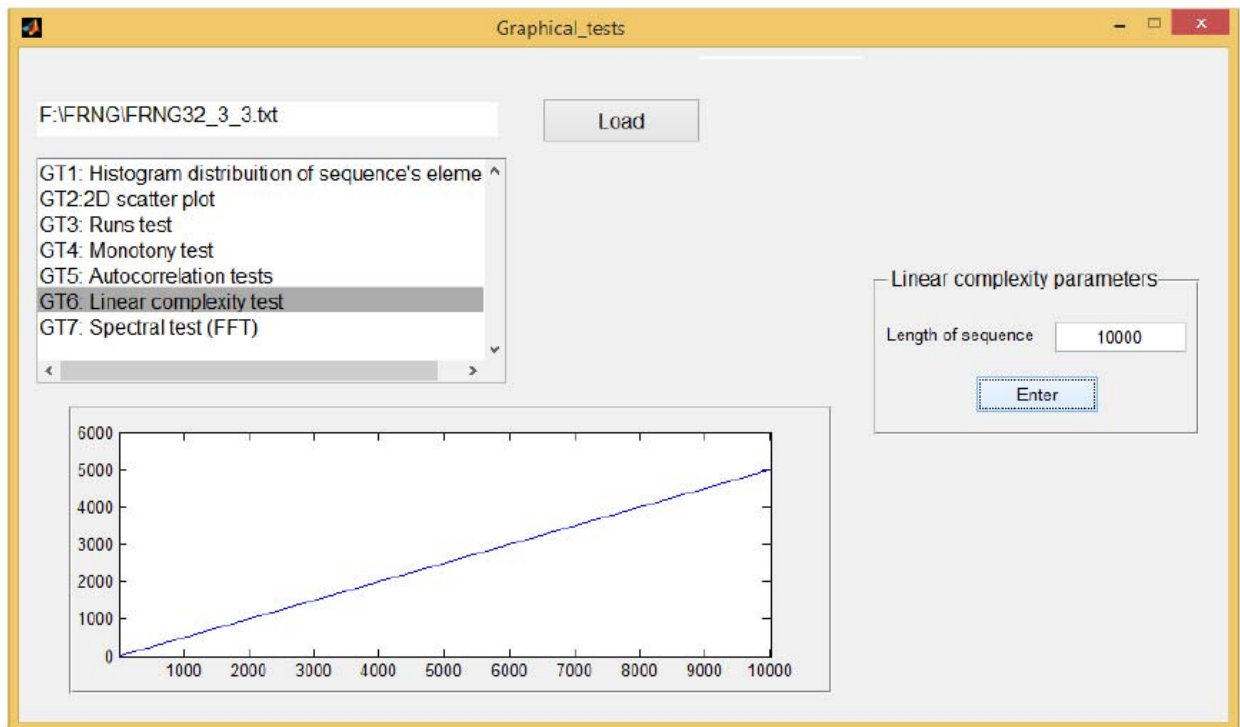 Graphical_tests
F:\FRNG\FRNG32_3_3.txt
Load
GT1: Histogram distribuition of sequence's eleme
GT2:2D scatter plot
GT3: Runs test
GT4: Monotony test
GT5: Autocorrelation tests
GT6: Linear complexity test
GT7: Spectral test (FFT)
Linear complexity parameters
Length of sequence 10000
Enter
6000
5000
4000
3000
2000
1000
0
1000 2000 3000 4000 5000 6000 7000 8000 9000 10000